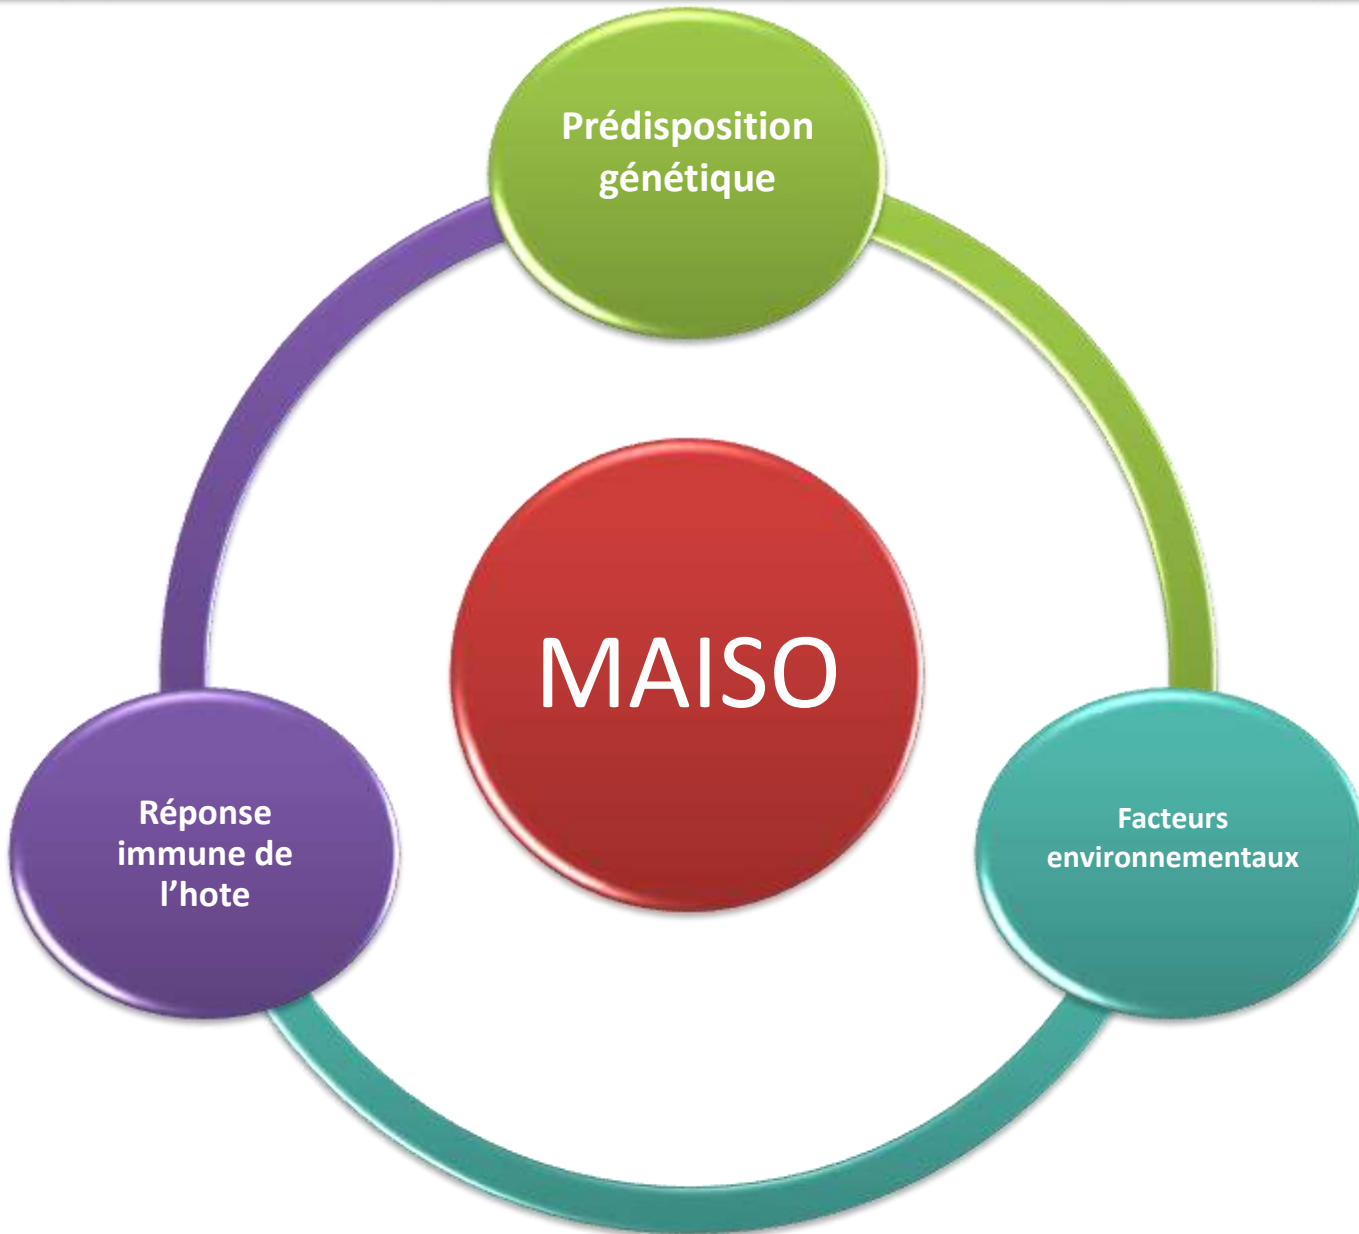 Prédisposition
génétique
MAISO
Réponse
immune de
l’hote
Facteurs
environnementaux